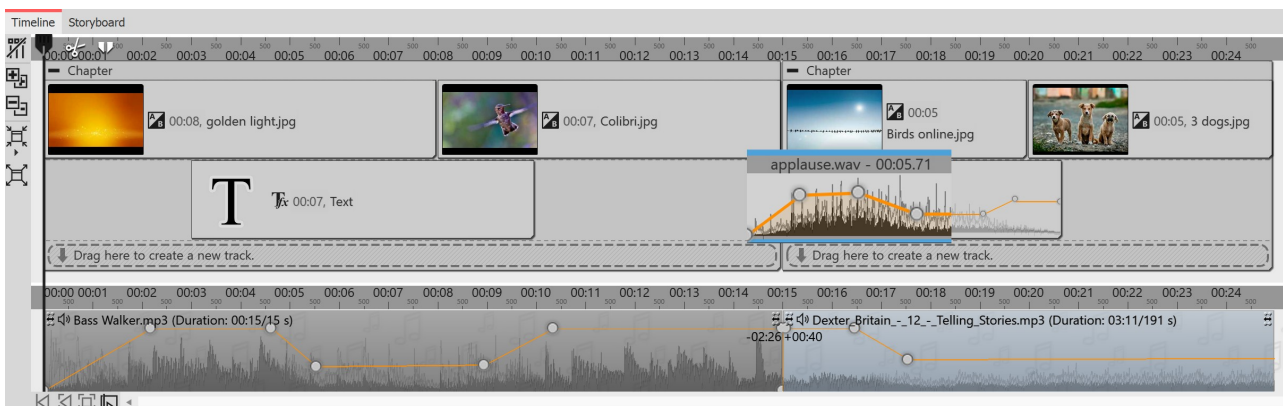 Timeline Storyboard
00:00 00:01 00:02 00:03 00:04 00:05 00:06 00:07 00:08 00:09 00:10 00:11 00:12 00:13 00:14 00:15 00:16 00:17 00:18 00:19 00:20 00:21 00:22 00:23 00:24
Chapter Chapter
00:08, golden light.jpg
00:07, Colibri.jpg
00:05
Birds online.jpg
00:05, 3 dogs.jpg
applause.wav - 00:05.71
T
Tfx 00:07, Text
Drag here to create a new track. Drag here to create a new track.
00:00 00:01 00:02 00:03 00:04 00:05 00:06 00:07 00:08 00:09 00:10 00:11 00:12 00:13 00:14 00:15 00:16 00:17 00:18 00:19 00:20 00:21 00:22 00:23 00:24
Bass Walker.mp3 (Duration: 00:15/15 s) Dexter_Britain_-_12_-_Telling_Stories.mp3 (Duration: 03:11/191 s)
-02:26 +00:40